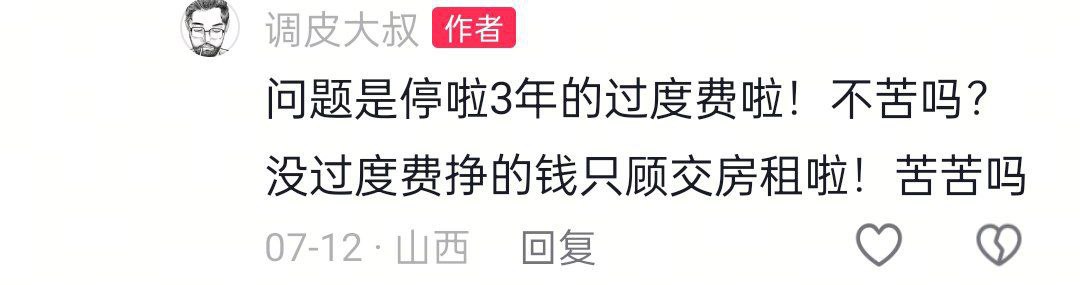 调皮大叔 作者
问题是停啦3年的过度费啦！不苦吗？
没过度费挣的钱只顾交房租啦！苦苦吗
07-12 · 山西 回复